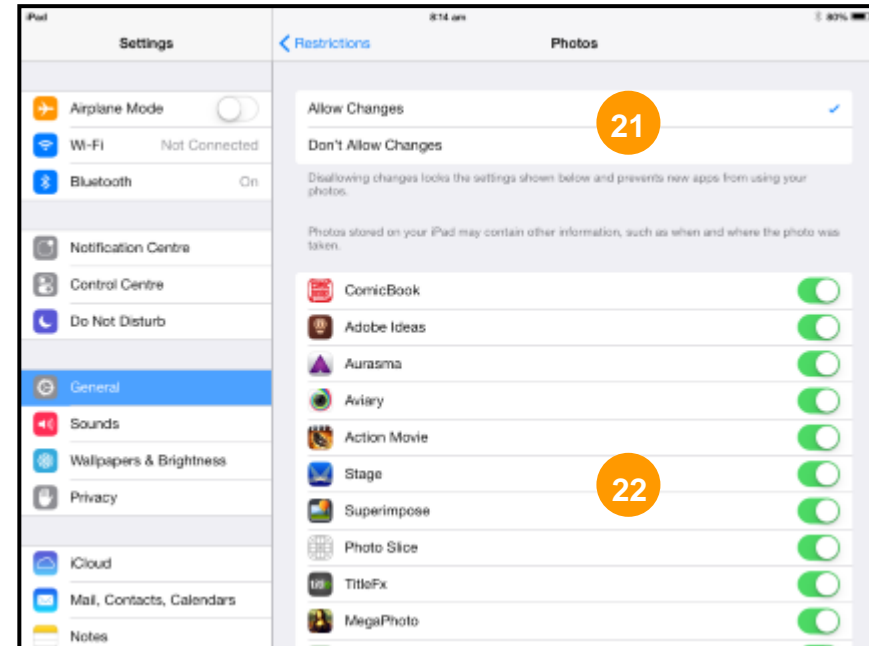 iPad 8:14 am 80%
Settings
Restrictions Photos
Airplane Mode
Wi-Fi Not Connected
Bluetooth On
Notification Centre
Control Centre
Do Not Disturb
General
Sounds
Wallpapers & Brightness
Privacy
iCloud
Mail, Contacts, Calendars
Notes
Allow Changes
21
Don't Allow Changes
Disallowing changes locks the settings shown below and prevents new apps from using your
photos.
Photos stored on your iPad may contain other information, such as when and where the photo was
taken.
ComicBook
Adobe Ideas
Aurasma
Aviary
Action Movie
Stage
22
Superimpose
Photo Slice
TitleFx
MegaPhoto